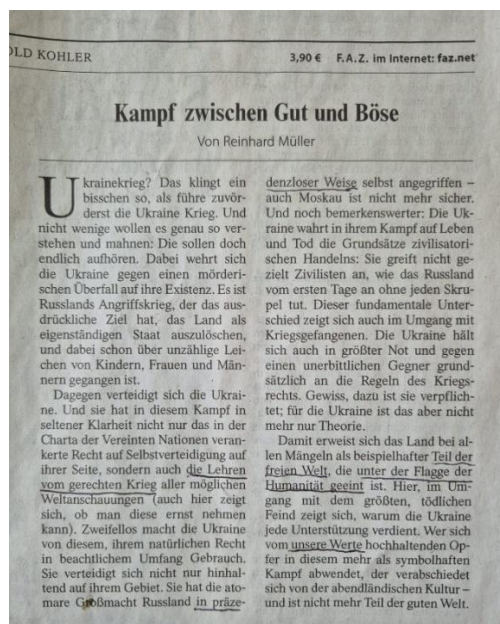 OLD KOHLER
3,90 € F.A.Z. im Internet: faz.net
Kampf zwischen Gut und Böse
Von Reinhard Müller
Ukrainekrieg? Das klingt ein
bisschen so, als führe zuvör-
derst die Ukraine Krieg. Und
nicht wenige wollen es genau so ver-
stehen und mahnen: Die sollen doch
endlich aufhören. Dabei wehrt sich
die Ukraine gegen einen mörderi-
schen Überfall auf ihre Existenz. Es ist
Russlands Angriffskrieg, der das aus-
drückliche Ziel hat, das Land als
eigenständigen Staat auszulöschen,
und dabei schon über unzählige Lei-
chen von Kindern, Frauen und Män-
nern gegangen ist.
Dagegen verteidigt sich die Ukrai-
ne. Und sie hat in diesem Kampf in
seltener Klarheit nicht nur das in der
Charta der Vereinten Nationen veran-
kerte Recht auf Selbstverteidigung auf
ihrer Seite, sondern auch die Lehren
vom gerechten Krieg aller möglichen
Weltanschauungen (auch hier zeigt
sich, ob man diese ernst nehmen
kann). Zweifellos macht die Ukraine
von diesem, ihrem natürlichen Recht
in beachtlichem Umfang Gebrauch.
Sie verteidigt sich nicht nur hinhal-
tend auf ihrem Gebiet. Sie hat die ato-
mare Großmacht Russland in präze-
denzloser Weise selbst angegriffen –
auch Moskau ist nicht mehr sicher.
Und noch bemerkenswerter: Die Uk-
raine wahrt in ihrem Kampf auf Leben
und Tod die Grundsätze zivilisatori-
schen Handelns: Sie greift nicht ge-
zielt Zivilisten an, wie das Russland
vom ersten Tage an ohne jeden Skru-
pel tut. Dieser fundamentale Unter-
schied zeigt sich auch im Umgang mit
Kriegsgefangenen. Die Ukraine hält
sich auch in größter Not und gegen
einen unerbittlichen Gegner grund-
sätzlich an die Regeln des Kriegs-
rechts. Gewiss, dazu ist sie verpflich-
tet; für die Ukraine ist das aber nicht
mehr nur Theorie.
Damit erweist sich das Land bei al-
len Mängeln als beispielhafter Teil der
freien Welt, die unter der Flagge der
Humanität geeint ist. Hier, im Um-
gang mit dem größten, tödlichen
Feind zeigt sich, warum die Ukraine
jede Unterstützung verdient. Wer sich
vom unsere Werte hochhaltenden Op-
fer in diesem mehr als symbolhaften
Kampf abwendet, der verabschiedet
sich von der abendländischen Kultur –
und ist nicht mehr Teil der guten Welt.